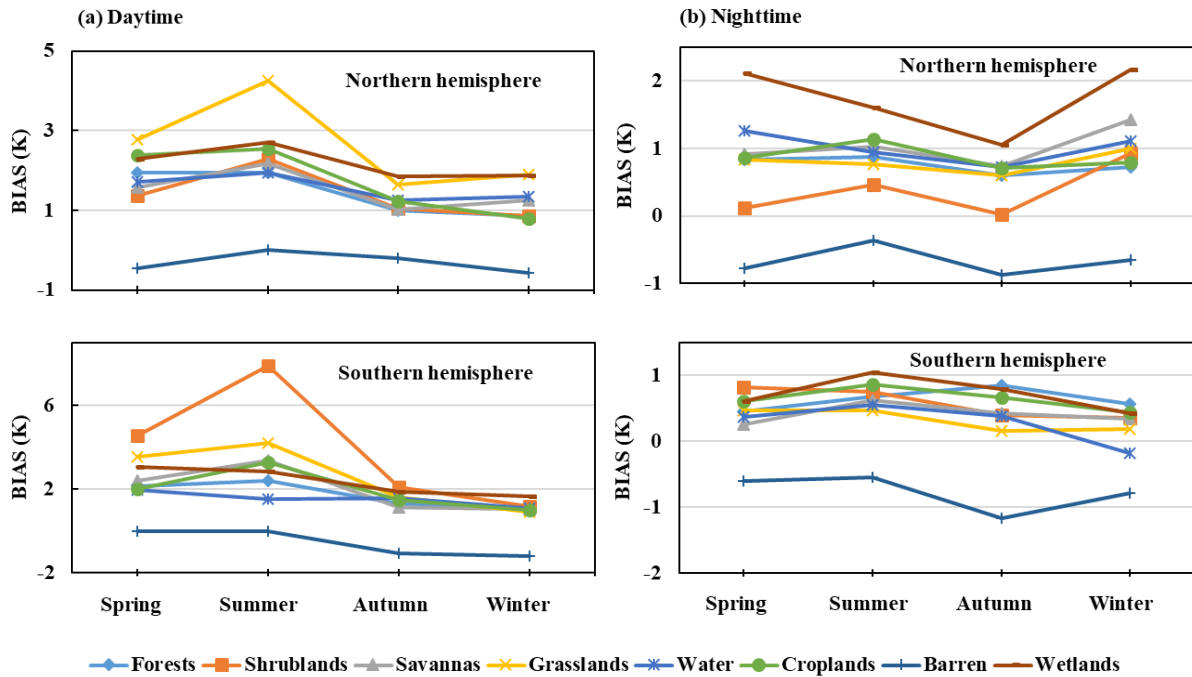 (a) Daytime
(b) Nighttime
Northern hemisphere
BIAS (K)
5
3
1
-1
Northern hemisphere
BIAS (K)
2
1
0
-1
Southern hemisphere
BIAS (K)
6
2
-2
Spring Summer Autumn Winter
Southern hemisphere
BIAS (K)
1
0
-1
-2
Spring Summer Autumn Winter
Forests Shrublands Savannas Grasslands Water Croplands Barren Wetlands